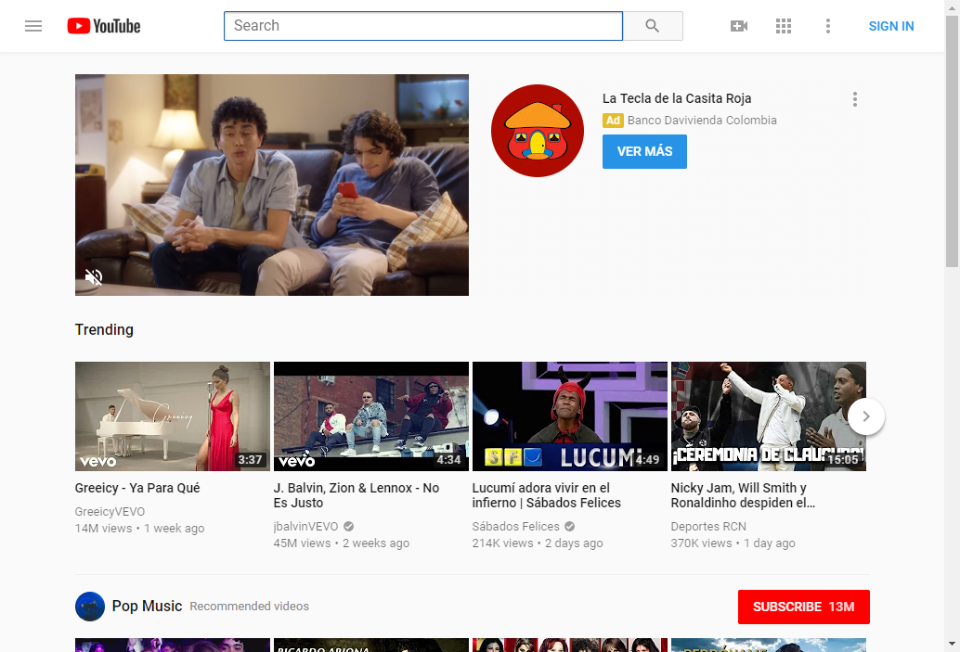 YouTube
Search
SIGN IN
La Tecla de la Casita Roja
Ad Banco Davivienda Colombia
VER MÁS
Trending
Greeicy
vevo
3:37
vevo
4:34
SFC
LUCUMÍ
4:49
¡CEREMONIA DE CLAUSURA!
15:05
Greeicy - Ya Para Qué
GreeicyVEVO
14M views • 1 week ago
J. Balvin, Zion & Lennox - No
Es Justo
jbalvinVEVO
45M views • 2 weeks ago
Lucumí adora vivir en el
infierno | Sábados Felices
Sábados Felices
214K views • 2 days ago
Nicky Jam, Will Smith y
Ronaldinho despiden el...
Deportes RCN
370K views • 1 day ago
Pop Music Recommended videos
SUBSCRIBE 13M
RICARDO ARJONA